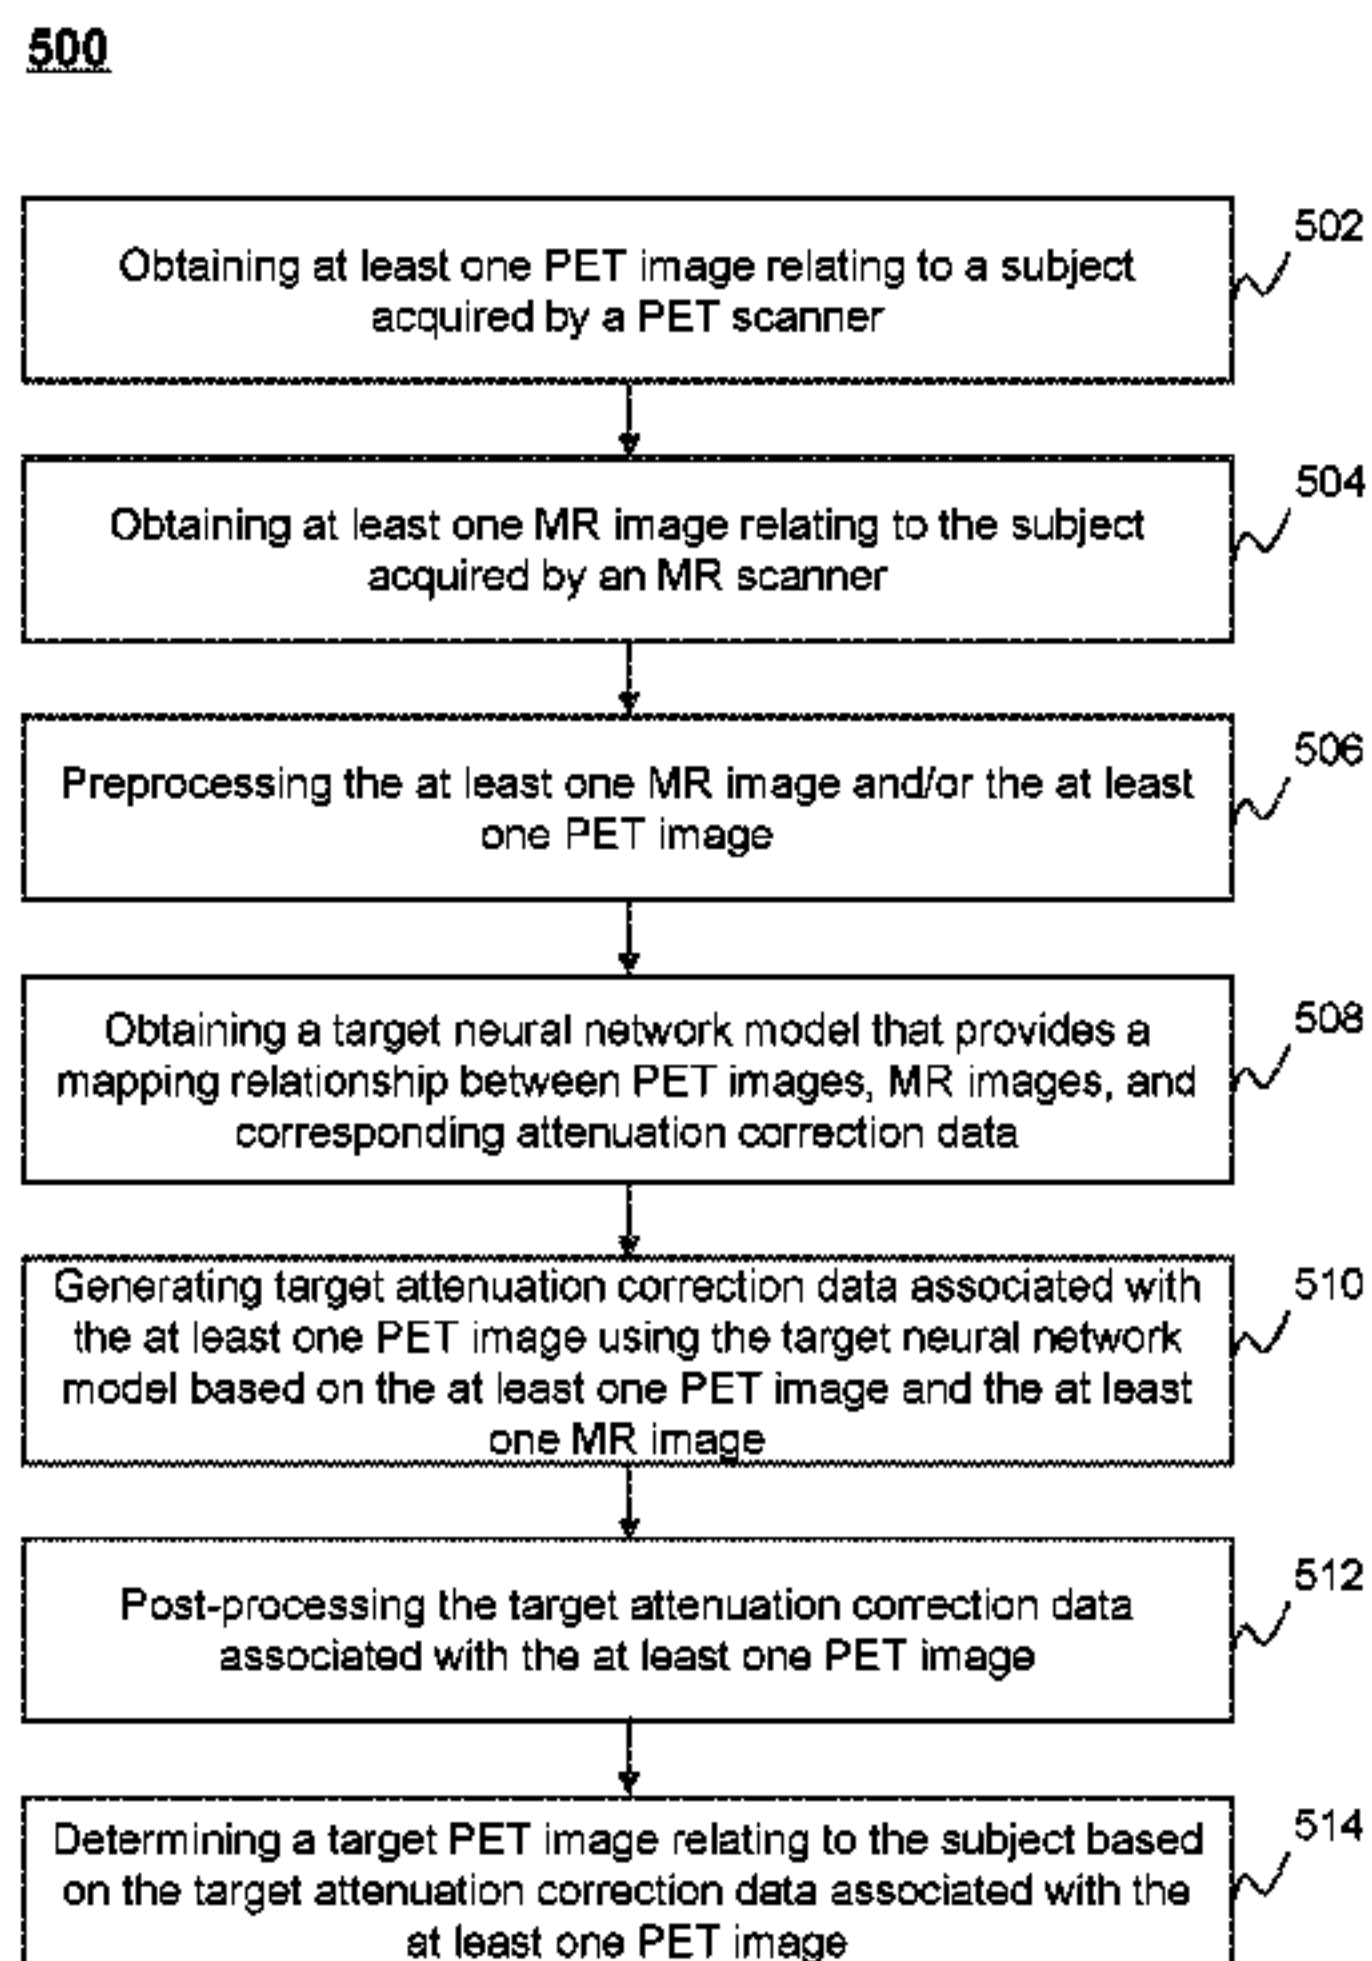 500
502
Obtaining at least one PET image relating to a subject
acquired by a PET scanner
504
Obtaining at least one MR image relating to the subject
acquired by an MR scanner
506
Preprocessing the at least one MR image and/or the at least
one PET image
508
Obtaining a target neural network model that provides a
mapping relationship between PET images, MR images, and
corresponding attenuation correction data
510
Generating target attenuation correction data associated with
the at least one PET image using the target neural network
model based on the at least one PET image and the at least
one MR image
512
Post-processing the target attenuation correction data
associated with the at least one PET image
514
Determining a target PET image relating to the subject based
on the target attenuation correction data associated with the
at least one PET image